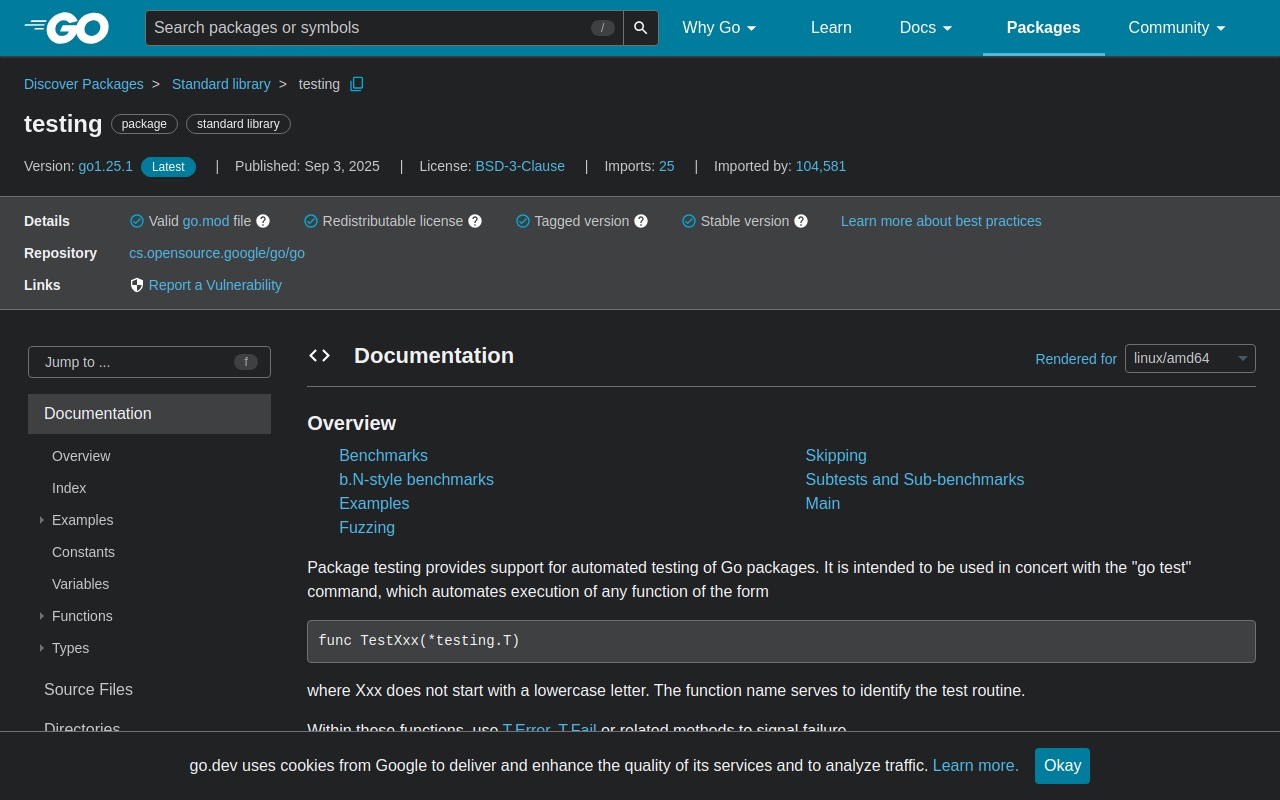 GO
Search packages or symbols /
Why Go
Learn
Docs
Packages
Community
Discover Packages > Standard library > testing
testing package standard library
Version: go1.25.1 Latest | Published: Sep 3, 2025 | License: BSD-3-Clause | Imports: 25 | Imported by: 104,581
Details Valid go.mod file Redistributable license Tagged version Stable version Learn more about best practices
Repository cs.opensource.google/go/go
Links Report a Vulnerability
Jump to ... f
Documentation
Overview
Index
Examples
Constants
Variables
Functions
Types
Source Files
Directories
Documentation
Rendered for linux/amd64
Overview
Benchmarks
b.N-style benchmarks
Examples
Fuzzing
Skipping
Subtests and Sub-benchmarks
Main
Package testing provides support for automated testing of Go packages. It is intended to be used in concert with the "go test"
command, which automates execution of any function of the form
func TestXxx(*testing.T)
where Xxx does not start with a lowercase letter. The function name serves to identify the test routine.
Within these functions, use T.Error, T.Fail or related methods to signal failure.
go.dev uses cookies from Google to deliver and enhance the quality of its services and to analyze traffic. Learn more.
Okay